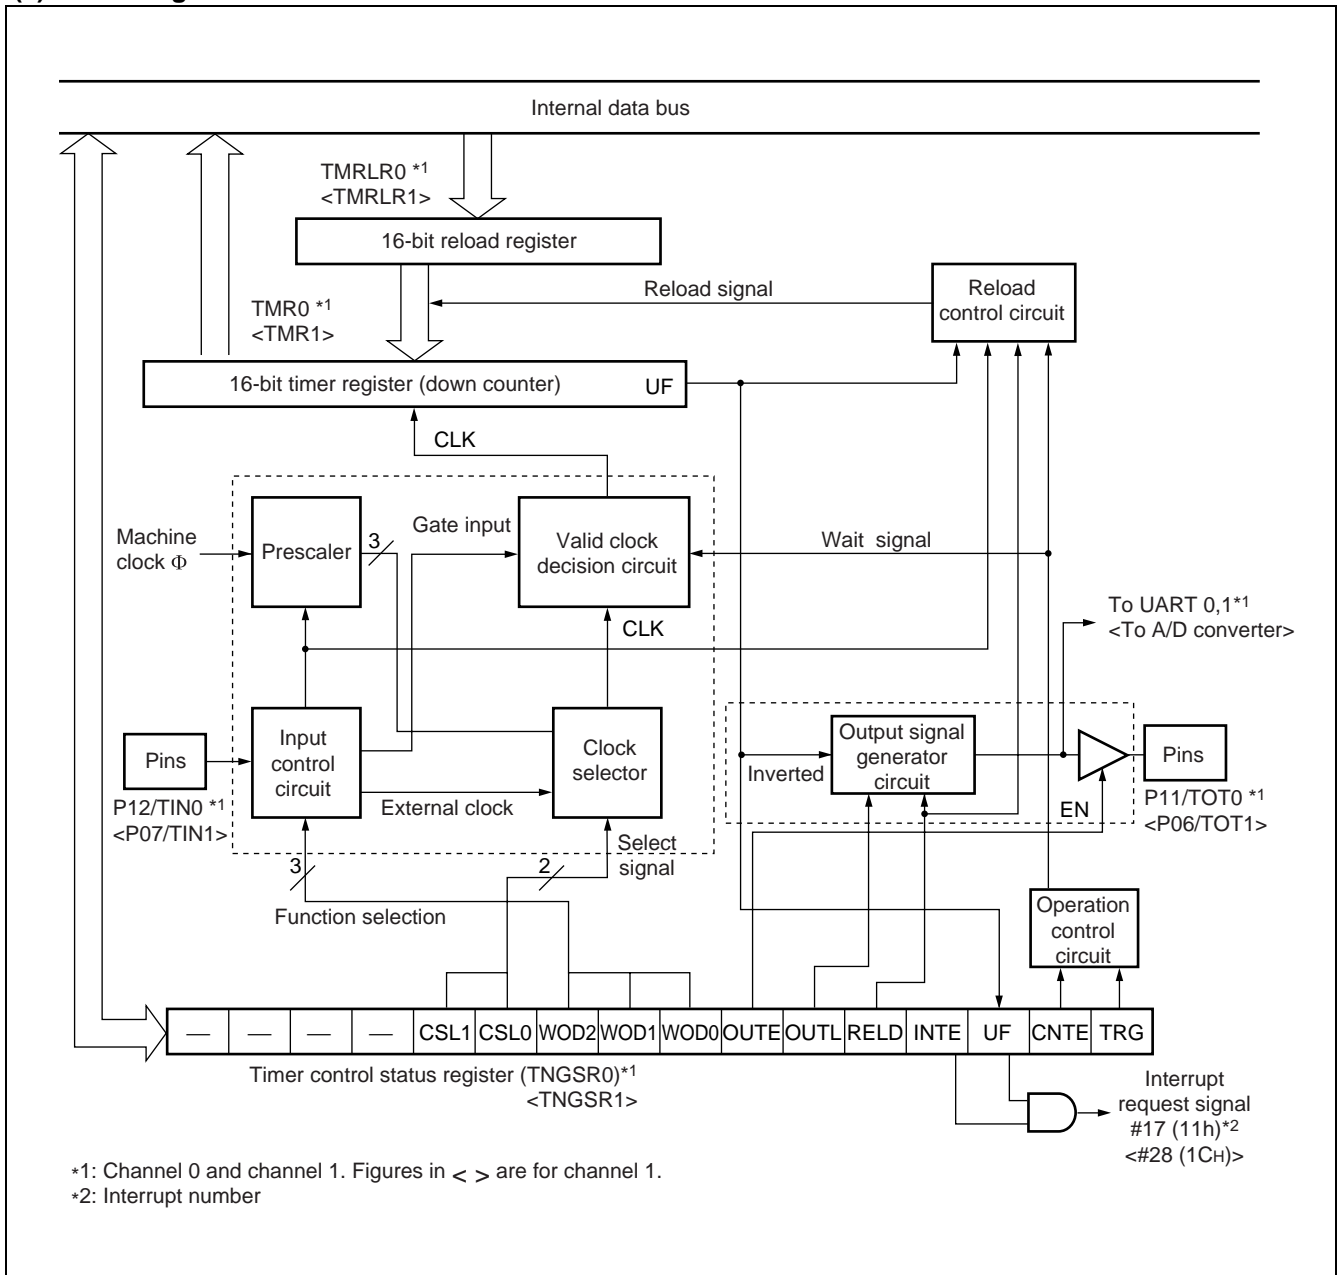 Internal data bus
TMRLR0 *1
<TMRLR1>
16-bit reload register
Reload signal
Reload
control circuit
TMR0 *1
<TMR1>
16-bit timer register (down counter)
UF
CLK
Machine
clock Φ
Prescaler
3
Gate input
Valid clock
decision circuit
Wait signal
CLK
To UART 0,1*1
<To A/D converter>
Pins
P12/TIN0 *1
<P07/TIN1>
Input
control
circuit
External clock
Clock
selector
Inverted
Output signal
generator
circuit
EN
Pins
P11/TOT0 *1
<P06/TOT1>
3
Function selection
2
Select
signal
Operation
control
circuit
— — — — CSL1 CSL0 WOD2 WOD1 WOD0 OUTE OUTL RELD INTE UF CNTE TRG
Timer control status register (TNGSR0)*1
<TNGSR1>
Interrupt
request signal
#17 (11h)*2
<#28 (1CH)>
*1: Channel 0 and channel 1. Figures in < > are for channel 1.
*2: Interrupt number